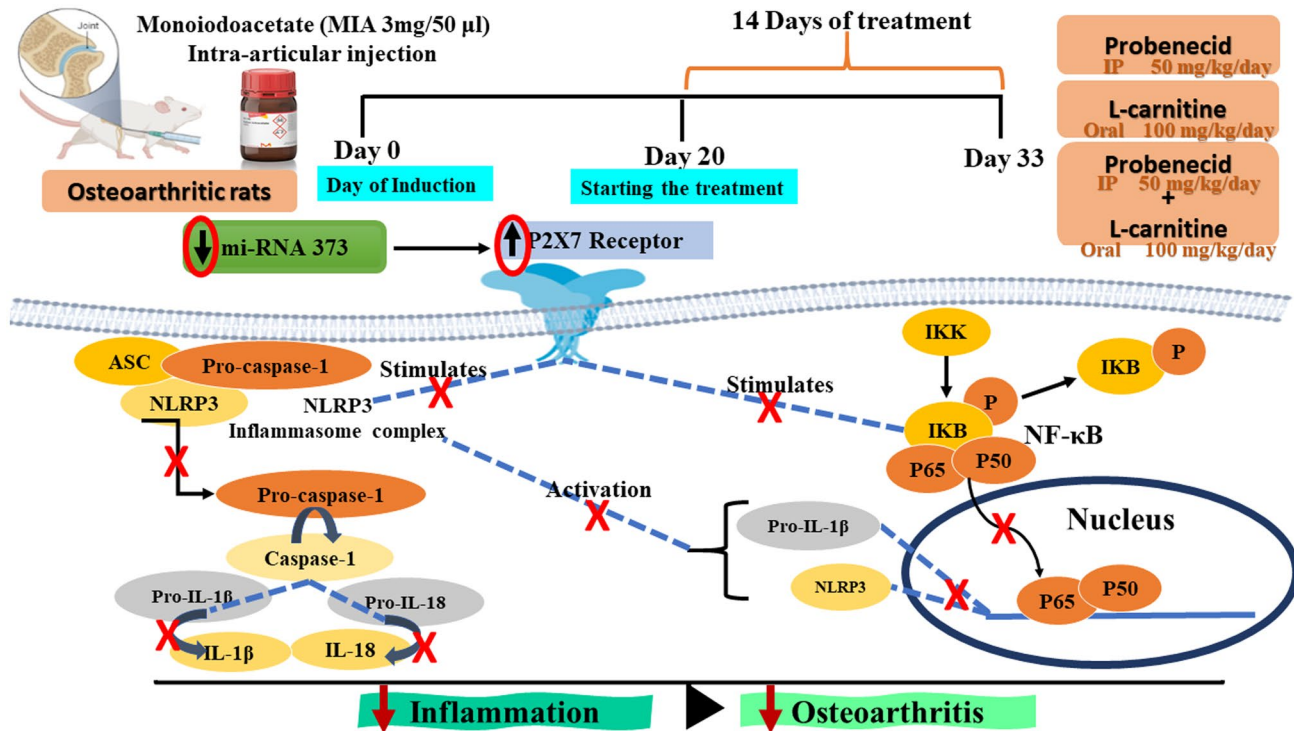 Joint
Monoiodoacetate (MIA 3mg/50 µl)
Intra-articular injection
14 Days of treatment
Day 0
Day 20
Day 33
Day of Induction
Starting the treatment
Osteoarthritic rats
Probenecid
IP 50 mg/kg/day
L-carnitine
Oral 100 mg/kg/day
Probenecid
IP 50 mg/kg/day
+
L-carnitine
Oral 100 mg/kg/day
mi-RNA 373
P2X7 Receptor
ASC
Pro-caspase-1
NLRP3
Stimulates
NLRP3
Inflammasome complex
X
X
Pro-caspase-1
Caspase-1
Pro-IL-1β
Pro-IL-18
X
X
IL-1β
IL-18
Stimulates
X
Activation
X
IKK
IKB
P
P
IKB
NF-κB
P65
P50
Pro-IL-1β
NLRP3
X
X
Nucleus
P65
P50
Inflammation
Osteoarthritis